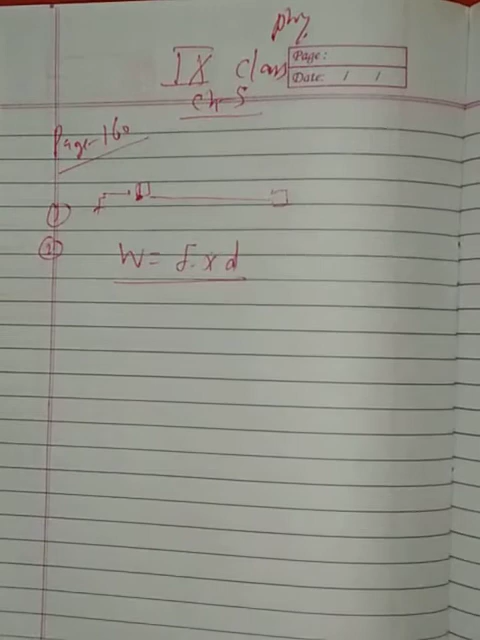 phy.
IX class
Page:
Date: / /
ch-5
Page-160
①
②
W = F x d